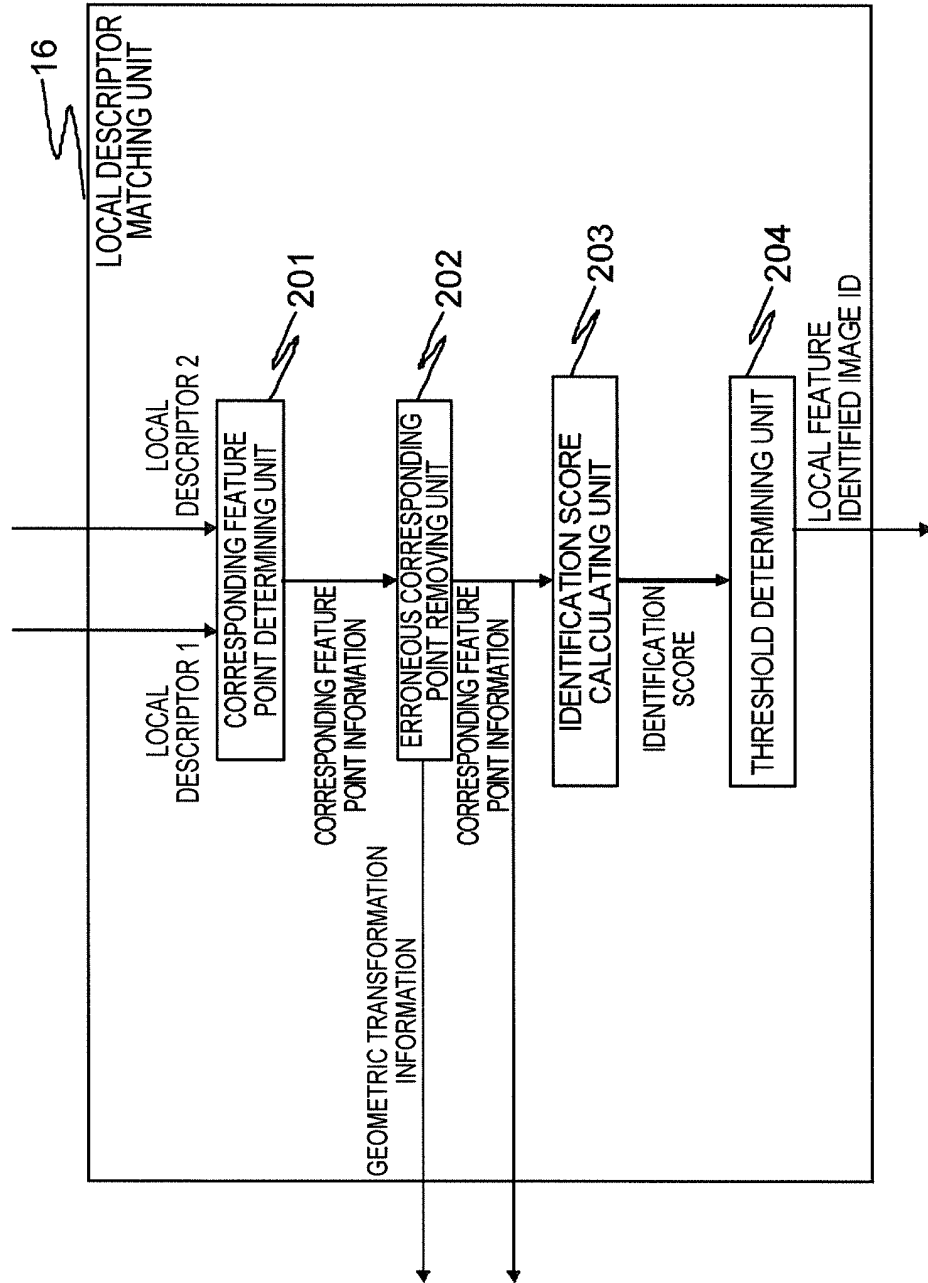 16
LOCAL DESCRIPTOR
MATCHING UNIT
LOCAL
DESCRIPTOR 1
LOCAL
DESCRIPTOR 2
CORRESPONDING FEATURE
POINT DETERMINING UNIT
201
CORRESPONDING FEATURE
POINT INFORMATION
ERRONEOUS CORRESPONDING
POINT REMOVING UNIT
202
GEOMETRIC TRANSFORMATION
INFORMATION
CORRESPONDING FEATURE
POINT INFORMATION
IDENTIFICATION SCORE
CALCULATING UNIT
203
IDENTIFICATION
SCORE
THRESHOLD DETERMINING UNIT
204
LOCAL FEATURE
IDENTIFIED IMAGE ID